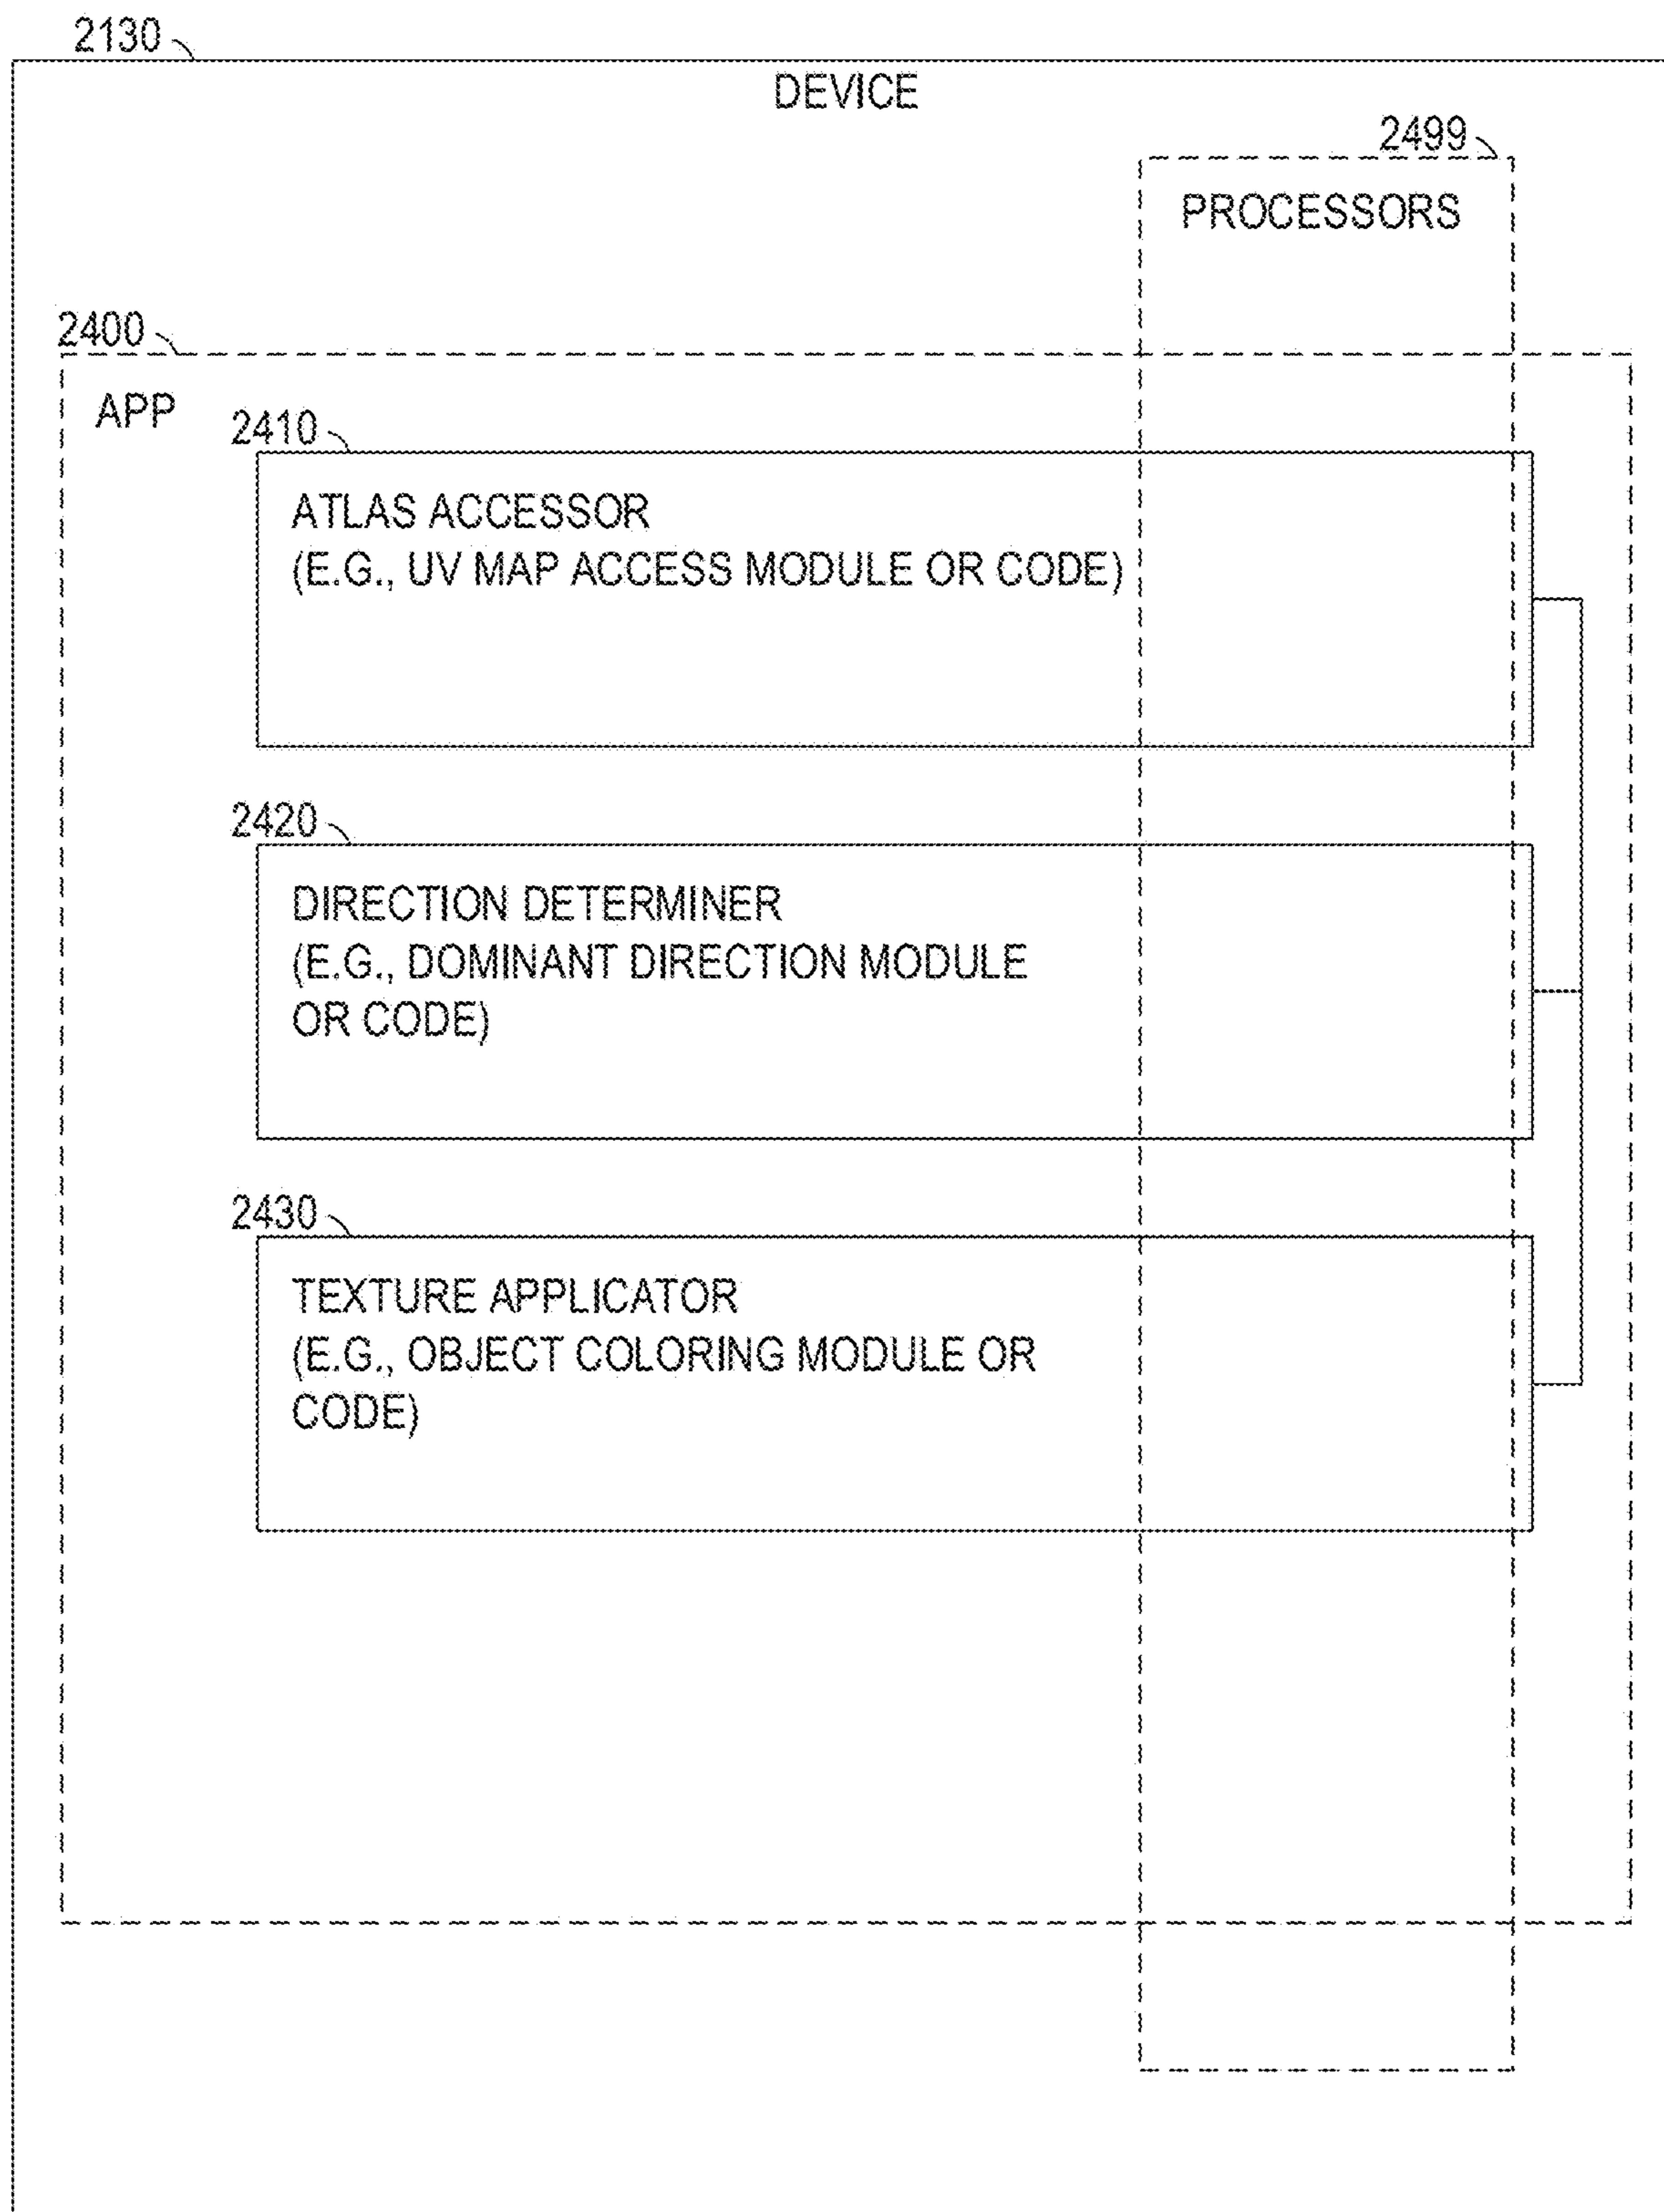 2130
DEVICE
2499
PROCESSORS
2400
APP
2410
ATLAS ACCESSOR
(E.G., UV MAP ACCESS MODULE OR CODE)
2420
DIRECTION DETERMINER
(E.G., DOMINANT DIRECTION MODULE
OR CODE)
2430
TEXTURE APPLICATOR
(E.G., OBJECT COLORING MODULE OR
CODE)